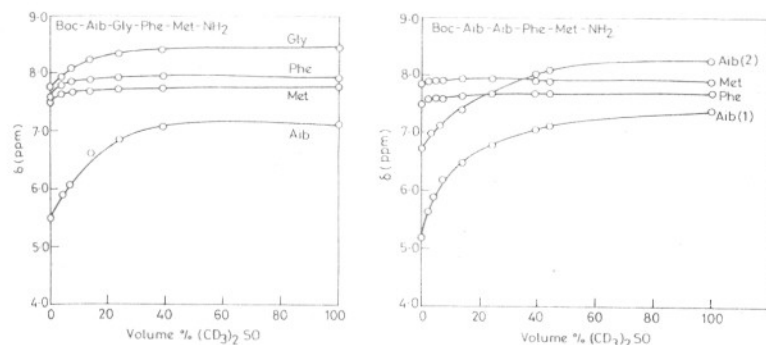 Boc-Aib-Gly-Phe-Met-NH2
9·0
8·0
7·0
6·0
5·0
4·0
δ (ppm)
Gly
Phe
Met
Aib
0 20 40 60 80 100
Volume % (CD3)2 SO
Boc-Aib-Aib-Phe-Met-NH2
9·0
8·0
7·0
6·0
5·0
4·0
δ (ppm)
Aib(2)
Met
Phe
Aib(1)
0 20 40 60 80 100
Volume % (CD3)2 SO